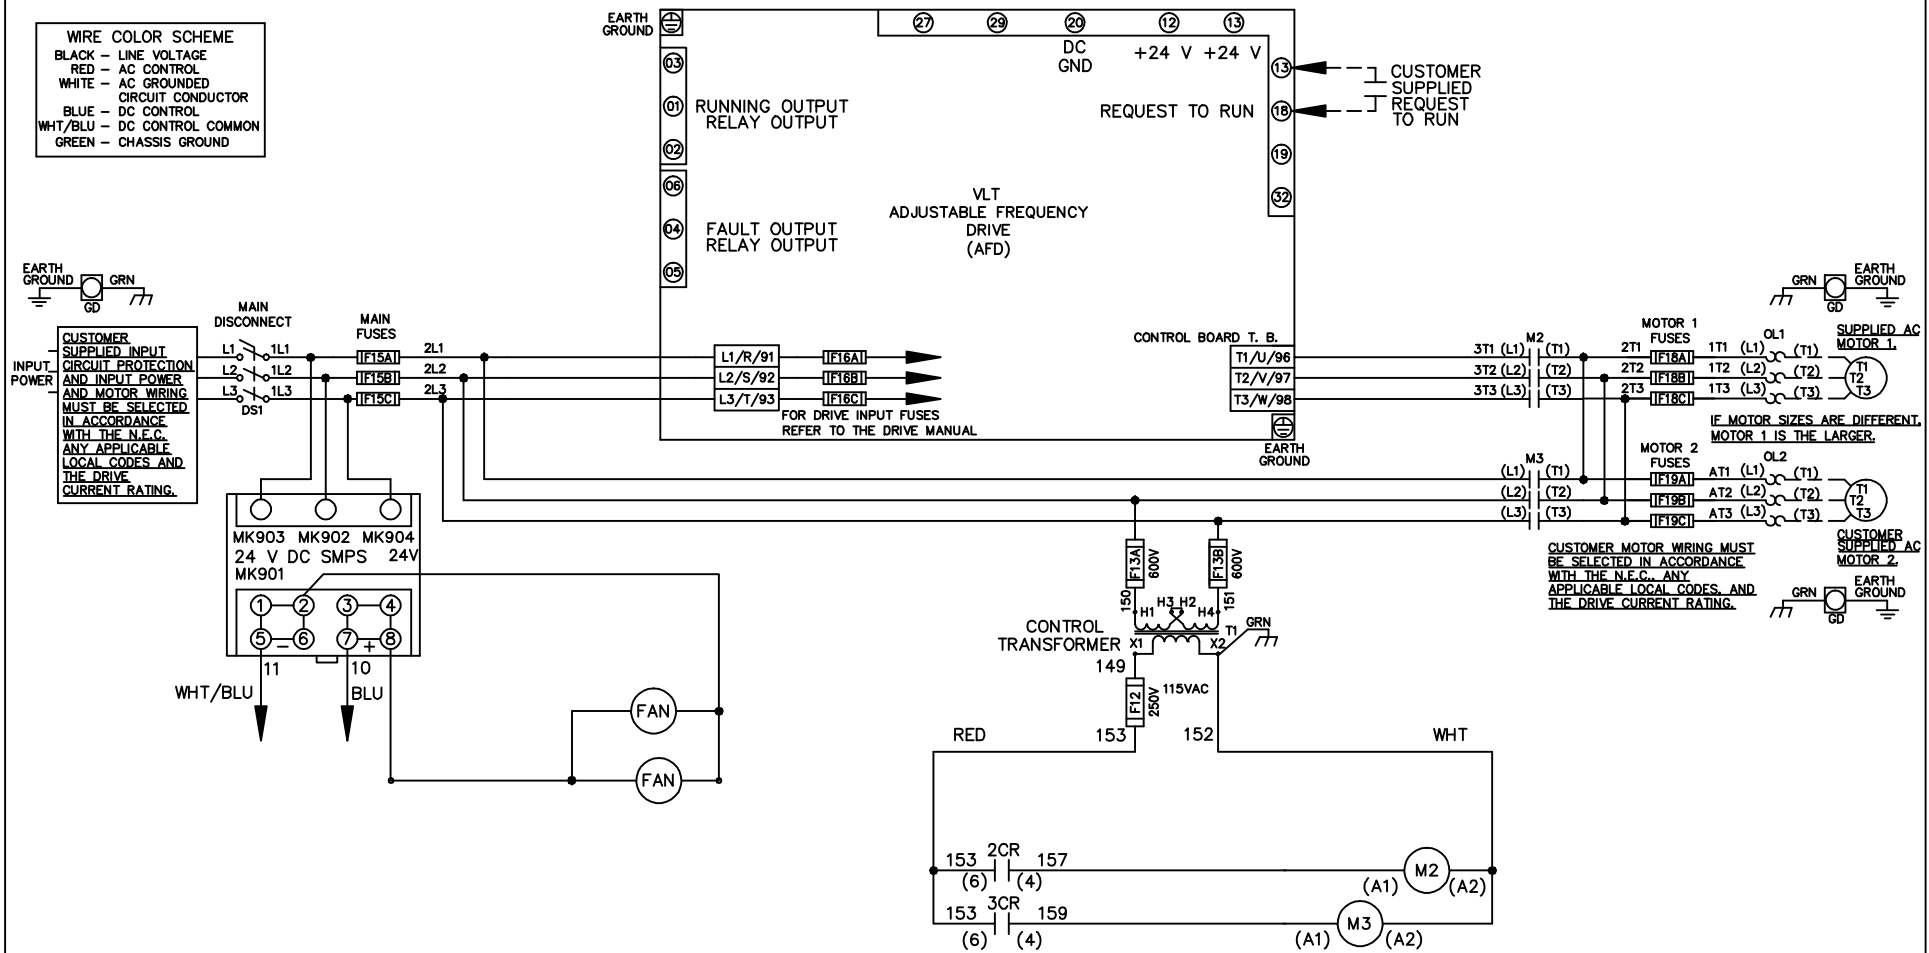 WIRE COLOR SCHEME
BLACK – LINE VOLTAGE
RED – AC CONTROL
WHITE – AC GROUNDED
CIRCUIT CONDUCTOR
BLUE – DC CONTROL
WHT/BLU – DC CONTROL COMMON
GREEN – CHASSIS GROUND
EARTH
GROUND
27 29 20 12 13
DC
GND
+24 V +24 V
03
01
02
RUNNING OUTPUT
RELAY OUTPUT
06
04
05
FAULT OUTPUT
RELAY OUTPUT
13
REQUEST TO RUN 18
19
32
CUSTOMER
SUPPLIED
REQUEST
TO RUN
VLT
ADJUSTABLE FREQUENCY
DRIVE
(AFD)
EARTH
GROUND
GRN
GD
INPUT
POWER
CUSTOMER
SUPPLIED INPUT
CIRCUIT PROTECTION
AND INPUT POWER
AND MOTOR WIRING
MUST BE SELECTED
IN ACCORDANCE
WITH THE N.E.C.
ANY APPLICABLE
LOCAL CODES AND
THE DRIVE
CURRENT RATING.
MAIN
DISCONNECT
L1 1L1
L2 1L2
L3 1L3
DS1
MAIN
FUSES
F15A 2L1
F15B 2L2
F15C 2L3
L1/R/91 F16A
L2/S/92 F16B
L3/T/93 F16C
FOR DRIVE INPUT FUSES
REFER TO THE DRIVE MANUAL
CONTROL BOARD T. B.
T1/U/96
T2/V/97
T3/W/98
EARTH
GROUND
M2
3T1 (L1) (T1)
3T2 (L2) (T2)
3T3 (L3) (T3)
MOTOR 1
FUSES
2T1 F18A 1T1 (L1) (T1)
2T2 F18B 1T2 (L2) (T2)
2T3 F18C 1T3 (L3) (T3)
OL1
GRN
GD
EARTH
GROUND
SUPPLIED AC
MOTOR 1.
T1
T2
T3
IF MOTOR SIZES ARE DIFFERENT,
MOTOR 1 IS THE LARGER.
M3
(L1) (T1)
(L2) (T2)
(L3) (T3)
MOTOR 2
FUSES
F19A AT1 (L1) (T1)
F19B AT2 (L2) (T2)
F19C AT3 (L3) (T3)
OL2
T1
T2
T3
CUSTOMER
SUPPLIED AC
MOTOR 2.
CUSTOMER MOTOR WIRING MUST
BE SELECTED IN ACCORDANCE
WITH THE N.E.C., ANY
APPLICABLE LOCAL CODES, AND
THE DRIVE CURRENT RATING.
GRN
GD
EARTH
GROUND
MK903 MK902 MK904
24 V DC SMPS 24V
MK901
1 2 3 4
5 – 6 7 + 8
11 10
WHT/BLU BLU
FAN
FAN
F13A 600V
F13B 600V
150 151
H1 H3 H2 H4
CONTROL
TRANSFORMER
X1 X2 T1 GRN
149
F12 250V
115VAC
153 152
RED WHT
153 2CR 157
(6) (4)
M2
(A1) (A2)
153 3CR 159
(6) (4)
M3
(A1) (A2)